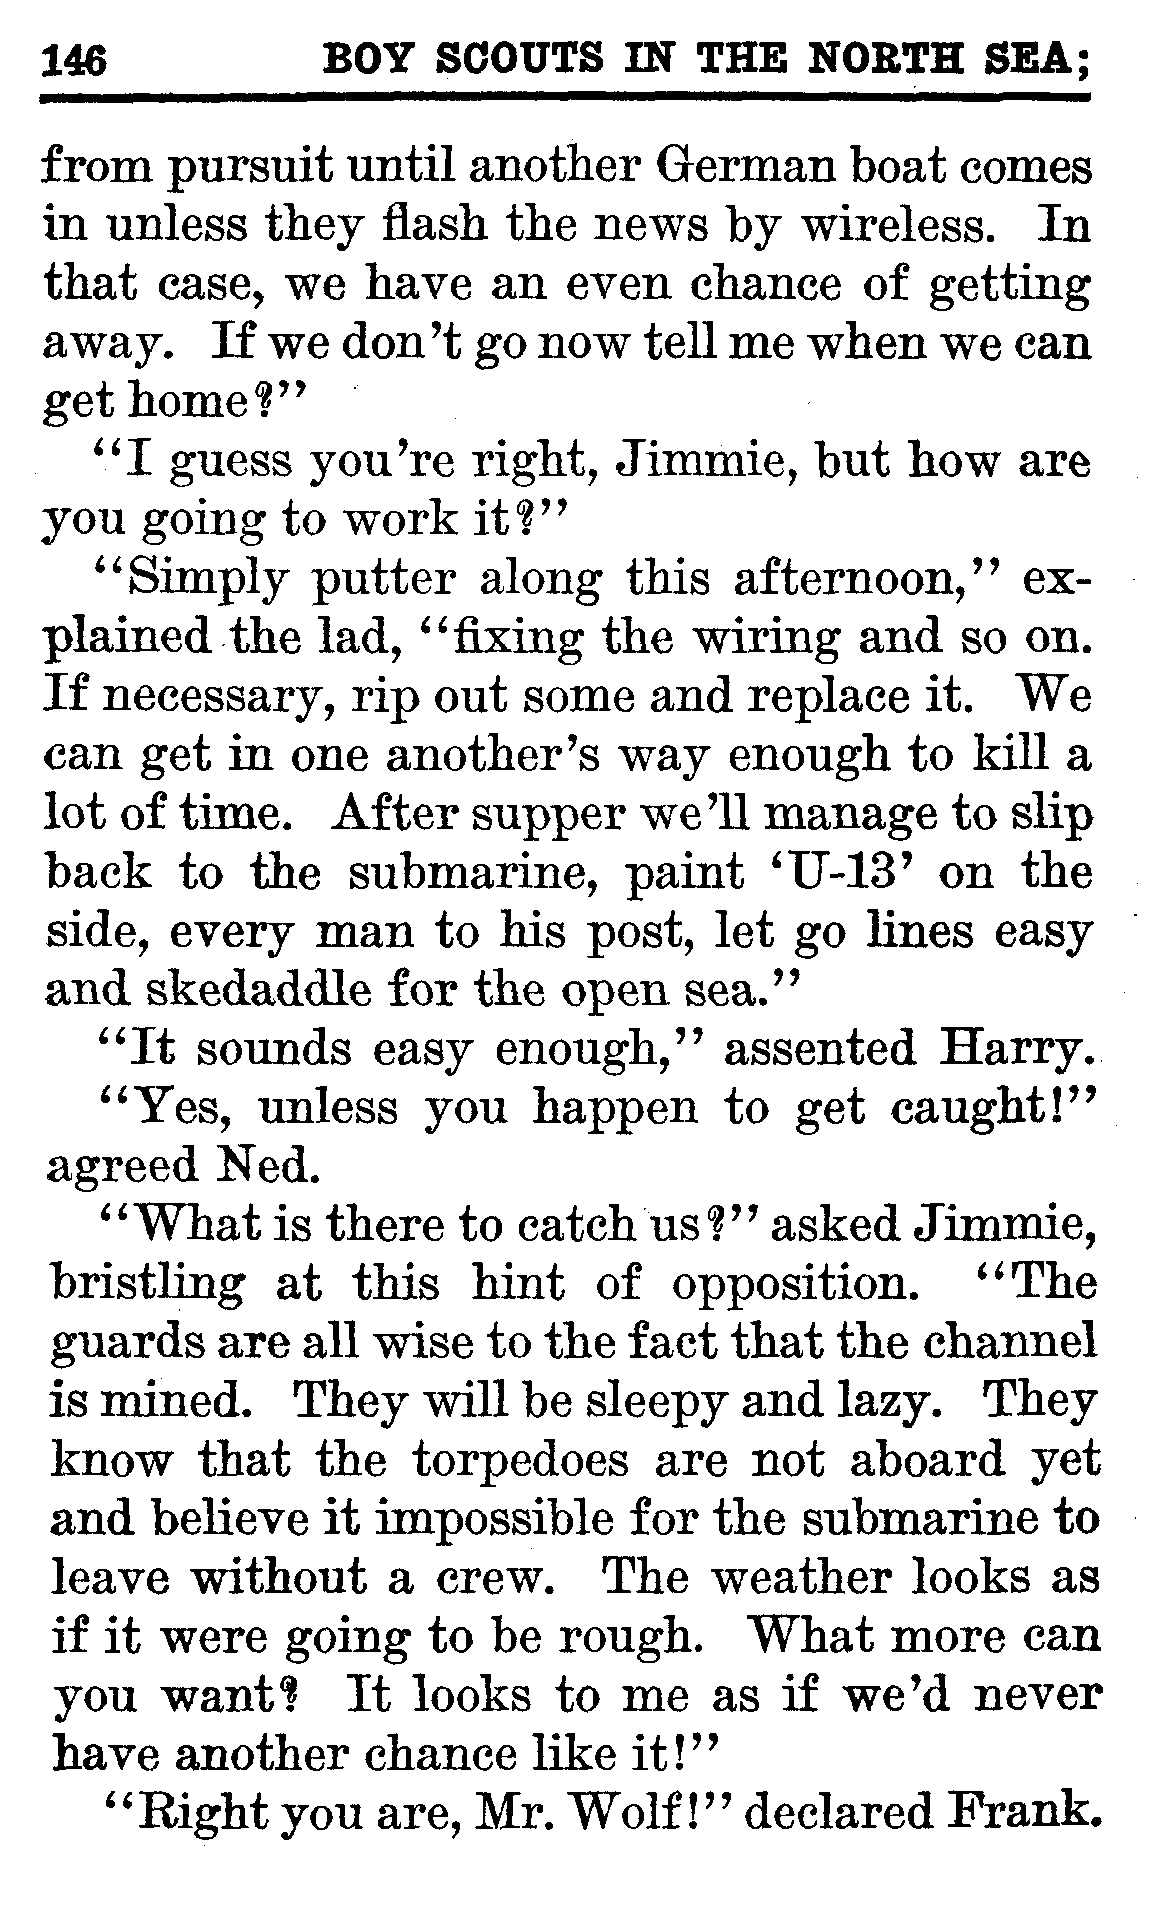 146 BOY SCOUTS IN THE NORTH SEA;
from pursuit until another German boat comes
in unless they flash the news by wireless. In
that case, we have an even chance of getting
away. If we don't go now tell me when we can
get home?"
"I guess you're right, Jimmie, but how are
you going to work it?"
"Simply putter along this afternoon," ex-
plained the lad, "fixing the wiring and so on.
If necessary, rip out some and replace it. We
can get in one another's way enough to kill a
lot of time. After supper we'll manage to slip
back to the submarine, paint 'U-13' on the
side, every man to his post, let go lines easy
and skedaddle for the open sea."
"It sounds easy enough," assented Harry.
"Yes, unless you happen to get caught!"
agreed Ned.
"What is there to catch us?" asked Jimmie,
bristling at this hint of opposition. "The
guards are all wise to the fact that the channel
is mined. They will be sleepy and lazy. They
know that the torpedoes are not aboard yet
and believe it impossible for the submarine to
leave without a crew. The weather looks as
if it were going to be rough. What more can
you want? It looks to me as if we'd never
have another chance like it!"
"Right you are, Mr. Wolf!" declared Frank.